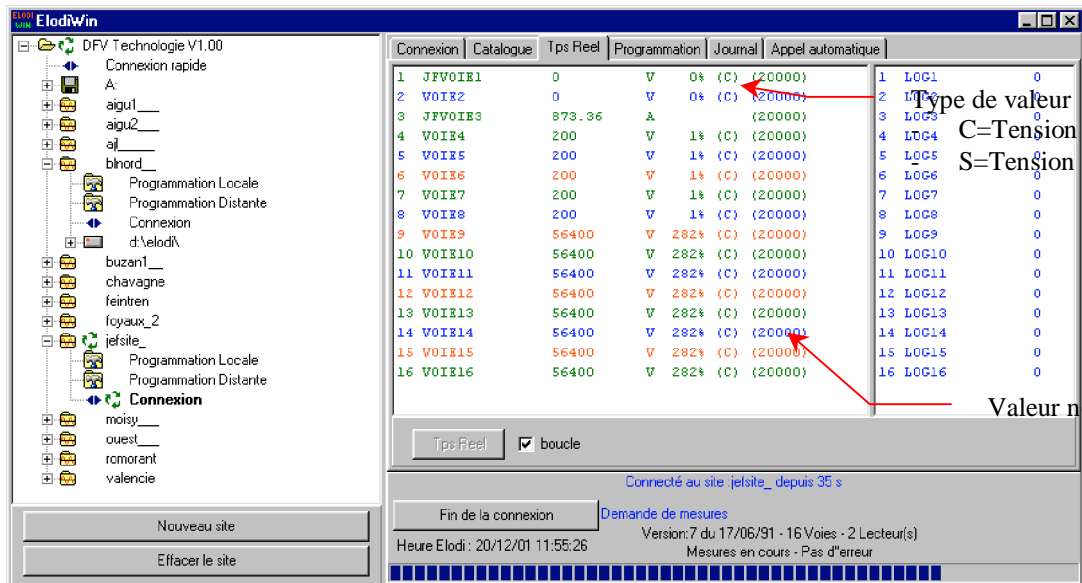 ElodiWin
DFV Technologie V1.00
Connexion rapide
A:
aigu1___
aigu2___
ajl_____
blnord_
Programmation Locale
Programmation Distante
Connexion
d:\elodi\
buzan1__
chavagne
feintren
foyaux_2
jefsite_
Programmation Locale
Programmation Distante
Connexion
moisy___
ouest___
romorant
valencie
Nouveau site
Effacer le site
Connexion Catalogue Tps Reel Programmation Journal Appel automatique
1 JFVOIE1 0 V 0% (C) (20000)
2 VOIE2 0 V 0% (C) (20000)
3 JFVOIE3 873.36 A (20000)
4 VOIE4 200 V 1% (C) (20000)
5 VOIE5 200 V 1% (C) (20000)
6 VOIE6 200 V 1% (C) (20000)
7 VOIE7 200 V 1% (C) (20000)
8 VOIE8 200 V 1% (C) (20000)
9 VOIE9 56400 V 282% (C) (20000)
10 VOIE10 56400 V 282% (C) (20000)
11 VOIE11 56400 V 282% (C) (20000)
12 VOIE12 56400 V 282% (C) (20000)
13 VOIE13 56400 V 282% (C) (20000)
14 VOIE14 56400 V 282% (C) (20000)
15 VOIE15 56400 V 282% (C) (20000)
16 VOIE16 56400 V 282% (C) (20000)
1 LOG1 0
2 LOG2 0
3 LOG3 0
4 LOG4 0
5 LOG5 0
6 LOG6 0
7 LOG7 0
8 LOG8 0
9 LOG9 0
10 LOG10 0
11 LOG11 0
12 LOG12 0
13 LOG13 0
14 LOG14 0
15 LOG15 0
16 LOG16 0
Type de valeur
- C=Tension
- S=Tension
Valeur n
Tps Reel boucle
Connecté au site :jefsite_ depuis 35 s
Fin de la connexion
Demande de mesures
Version:7 du 17/06/91 - 16 Voies - 2 Lecteur(s)
Heure Elodi : 20/12/01 11:55:26
Mesures en cours - Pas d"erreur